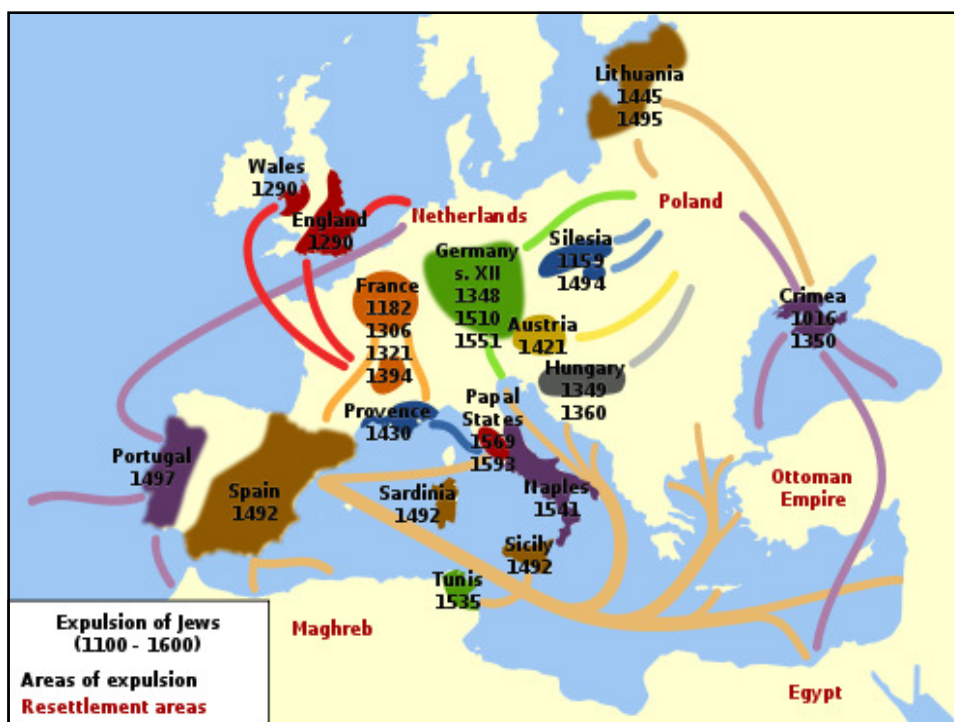 Lithuania
1445
1495
Wales
1290
England
1290
Netherlands
Poland
Germany
s. XII
1348
1510
1551
Silesia
1159
1494
France
1182
1306
1321
1394
Austria
1421
Crimea
1016
1350
Hungary
1349
1360
Provence
1430
Papal
States
1569
1593
Portugal
1497
Spain
1492
Sardinia
1492
Naples
1541
Ottoman
Empire
Sicily
1492
Tunis
1535
Maghreb
Egypt
Expulsion of Jews
(1100 - 1600)
Areas of expulsion
Resettlement areas